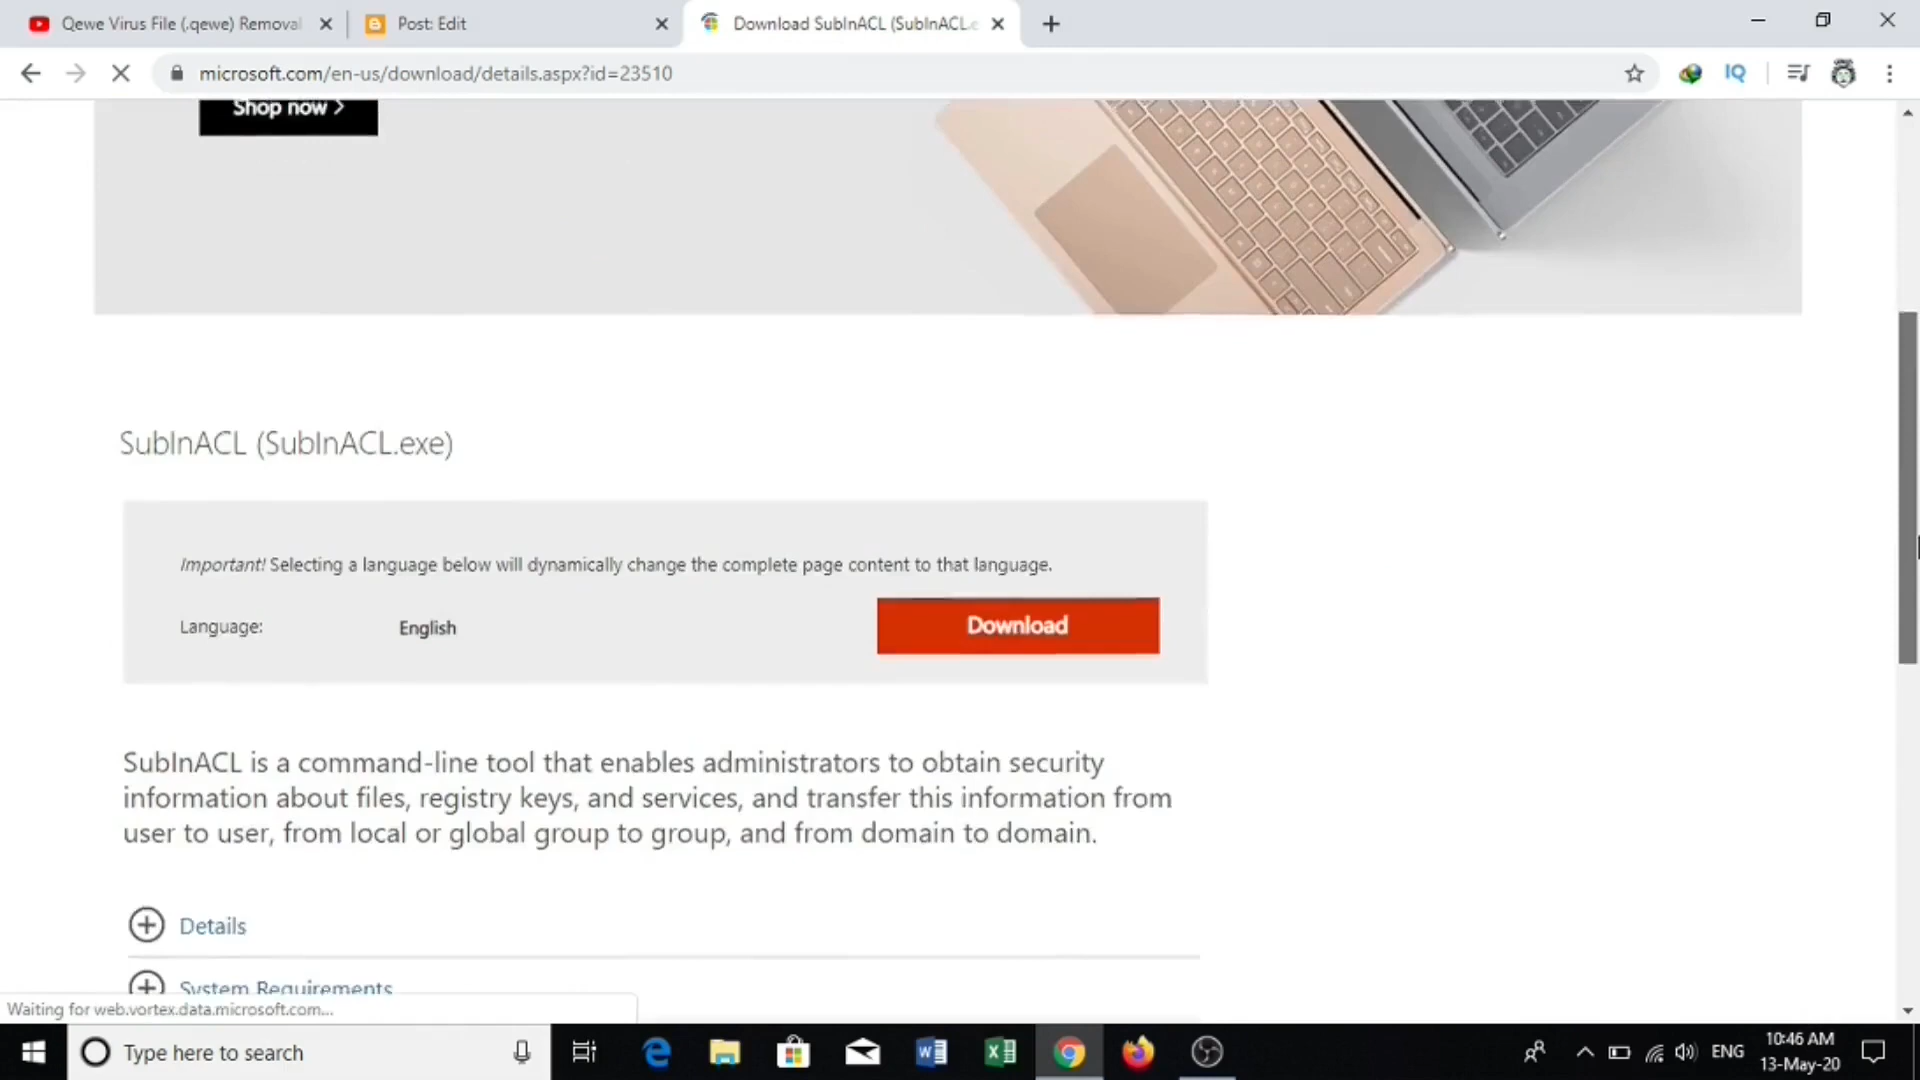 Qewe Virus File (.qewe) Removal
Post: Edit
Download SubInACL (SubInACL.e
microsoft.com/en-us/download/details.aspx?id=23510
IQ
Shop now >
SubInACL (SubInACL.exe)
Important! Selecting a language below will dynamically change the complete page content to that language.
Language:
English
Download
SubInACL is a command-line tool that enables administrators to obtain security
information about files, registry keys, and services, and transfer this information from
user to user, from local or global group to group, and from domain to domain.
Details
System Requirements
Waiting for web.vortex.data.microsoft.com...
Type here to search
ENG
10:46 AM
13-May-20